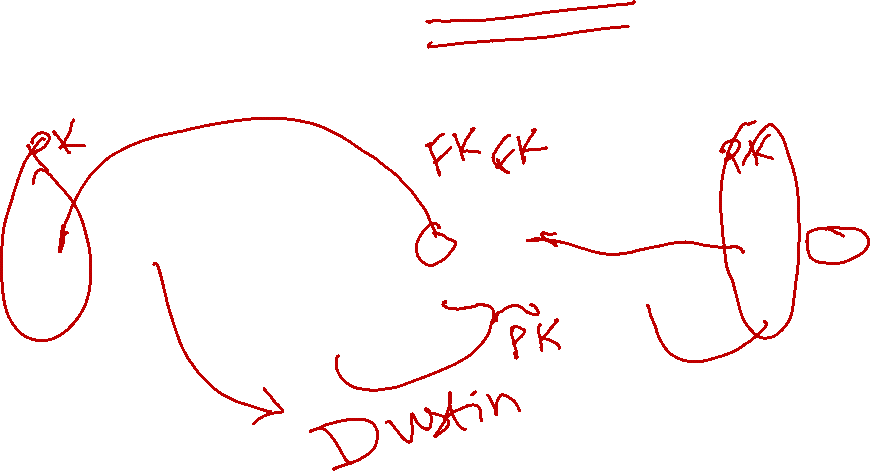 PK FK FK PK
PK
Dustin